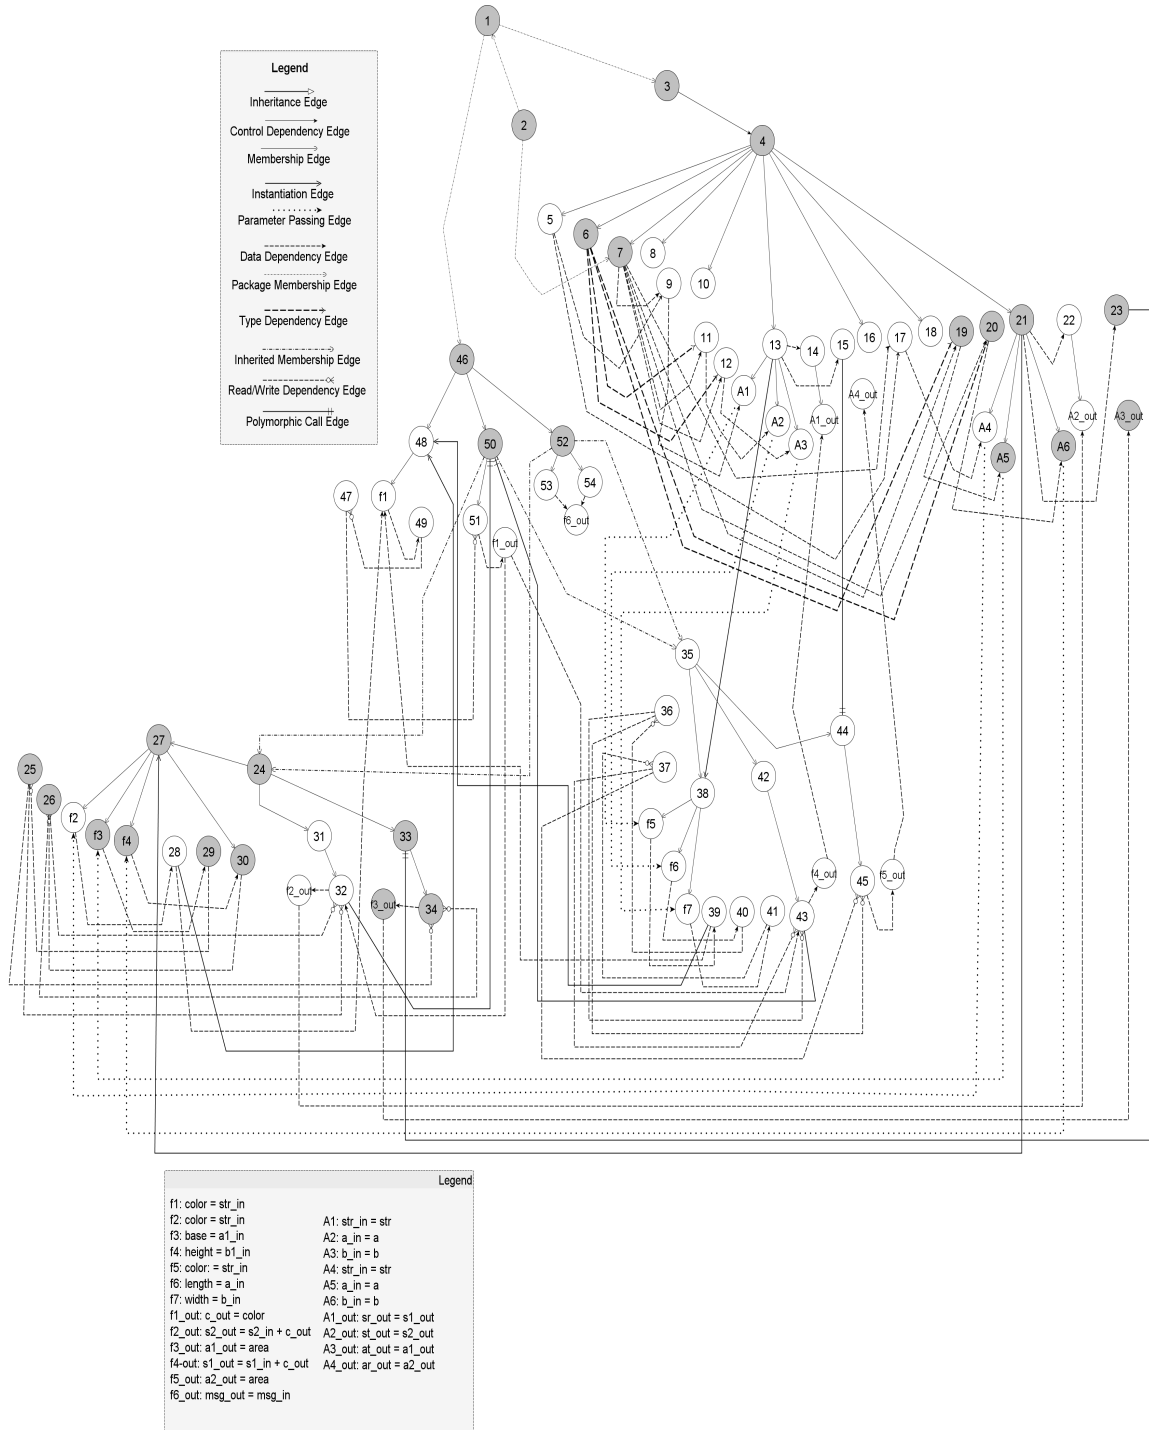 1
3
2
Legend
Inheritance Edge
Control Dependency Edge
Membership Edge
Instantiation Edge
Parameter Passing Edge
Data Dependency Edge
Package Membership Edge
Type Dependency Edge
Inherited Membership Edge
Read/Write Dependency Edge
Polymorphic Call Edge
4
5
6
7
8
9
10
11
12
13
14
15
16
17
18
19
20
21
22
23
A1
A2
A3
A1_out
A4_out
A4
A5
A6
A2_out
A3_out
46
48
50
52
47
f1
49
51
f1_out
53
54
f6_out
35
36
37
38
42
44
f5
f6
f7
39
40
41
43
f4_out
45
f5_out
25
26
27
24
f2
f3
f4
28
29
30
31
33
f2_out
32
f3_out
34
Legend
f1: color = str_in
f2: color = str_in
f3: base = a1_in
f4: height = b1_in
f5: color: = str_in
f6: length = a_in
f7: width = b_in
f1_out: c_out = color
f2_out: s2_out = s2_in + c_out
f3_out: a1_out = area
f4-out: s1_out = s1_in + c_out
f5_out: a2_out = area
f6_out: msg_out = msg_in
A1: str_in = str
A2: a_in = a
A3: b_in = b
A4: str_in = str
A5: a_in = a
A6: b_in = b
A1_out: sr_out = s1_out
A2_out: st_out = s2_out
A3_out: at_out = a1_out
A4_out: ar_out = a2_out